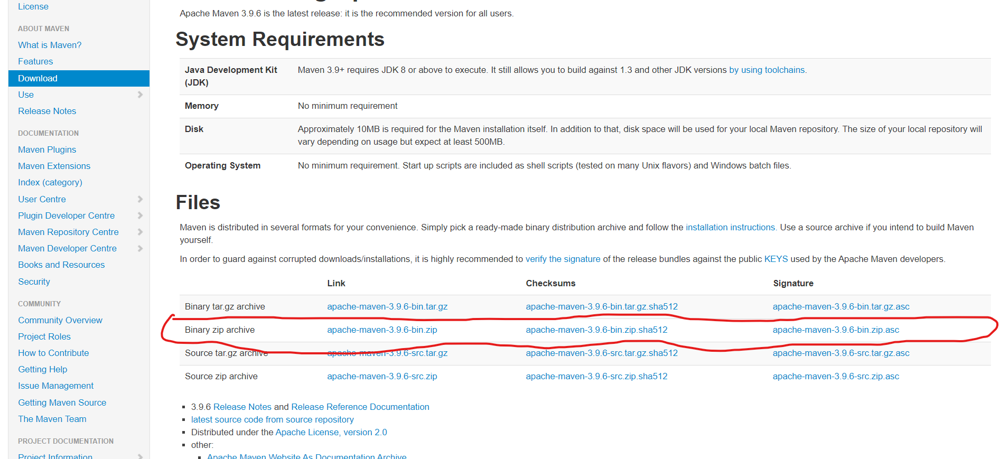 License
ABOUT MAVEN
What is Maven?
Features
Download
Use
Release Notes
DOCUMENTATION
Maven Plugins
Maven Extensions
Index (category)
User Centre
Plugin Developer Centre
Maven Repository Centre
Maven Developer Centre
Books and Resources
Security
COMMUNITY
Community Overview
Project Roles
How to Contribute
Getting Help
Issue Management
Getting Maven Source
The Maven Team
PROJECT DOCUMENTATION
Project Information
Apache Maven 3.9.6 is the latest release: it is the recommended version for all users.
System Requirements
Java Development Kit (JDK) Maven 3.9+ requires JDK 8 or above to execute. It still allows you to build against 1.3 and other JDK versions by using toolchains.
Memory No minimum requirement
Disk Approximately 10MB is required for the Maven installation itself. In addition to that, disk space will be used for your local Maven repository. The size of your local repository will
vary depending on usage but expect at least 500MB.
Operating System No minimum requirement. Start up scripts are included as shell scripts (tested on many Unix flavors) and Windows batch files.
Files
Maven is distributed in several formats for your convenience. Simply pick a ready-made binary distribution archive and follow the installation instructions. Use a source archive if you intend to build Maven
yourself.
In order to guard against corrupted downloads/installations, it is highly recommended to verify the signature of the release bundles against the public KEYS used by the Apache Maven developers.
Link Checksums Signature
Binary tar.gz archive apache-maven-3.9.6-bin.tar.gz apache-maven-3.9.6-bin.tar.gz.sha512 apache-maven-3.9.6-bin.tar.gz.asc
Binary zip archive apache-maven-3.9.6-bin.zip apache-maven-3.9.6-bin.zip.sha512 apache-maven-3.9.6-bin.zip.asc
Source tar.gz archive apache-maven-3.9.6-src.tar.gz apache-maven-3.9.6-src.tar.gz.sha512 apache-maven-3.9.6-src.tar.gz.asc
Source zip archive apache-maven-3.9.6-src.zip apache-maven-3.9.6-src.zip.sha512 apache-maven-3.9.6-src.zip.asc
3.9.6 Release Notes and Release Reference Documentation
latest source code from source repository
Distributed under the Apache License, version 2.0
other:
Apache Maven Website As Documentation Archive